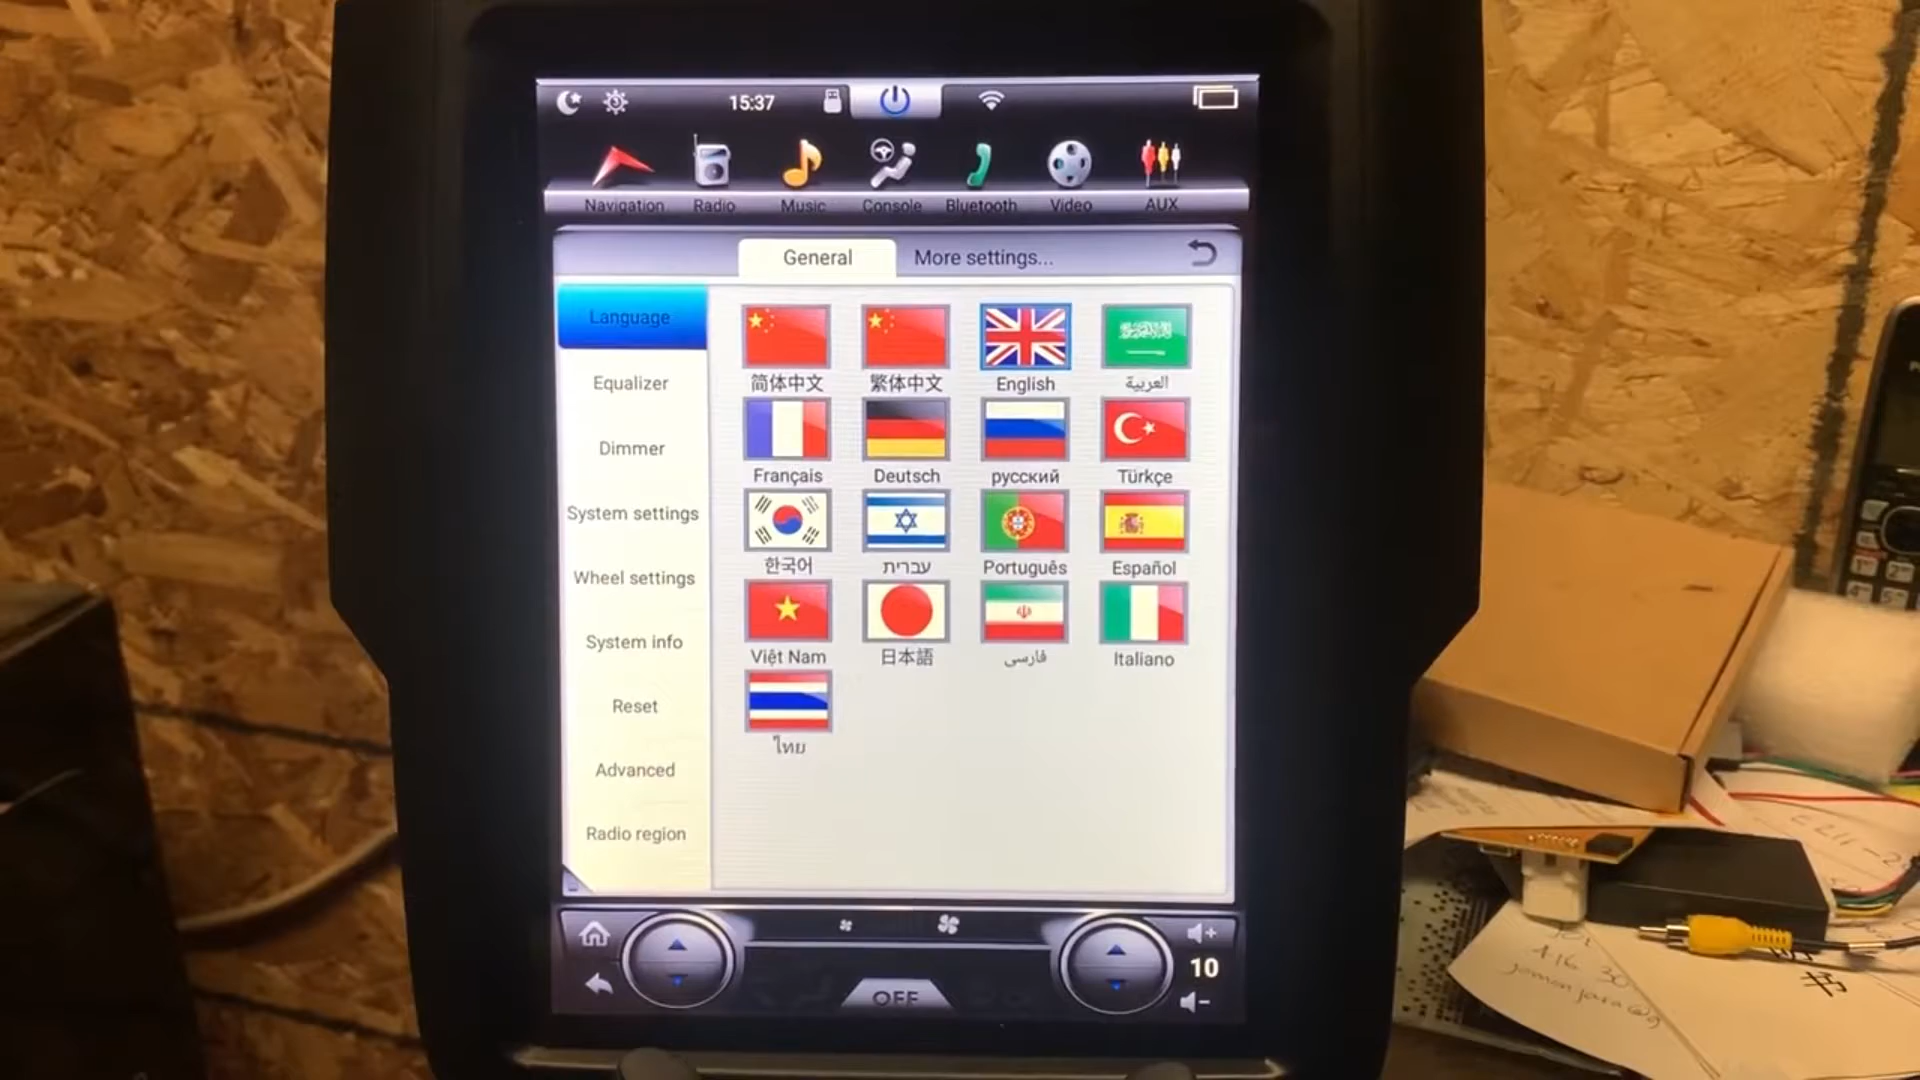 15:37
Navigation Radio Music Console Bluetooth Video AUX
General More settings...
Language
Equalizer
Dimmer
System settings
Wheel settings
System info
Reset
Advanced
Radio region
简体中文 繁体中文 English العربية
Français Deutsch русский Türkçe
한국어 עברית Português Español
Việt Nam 日本語 فارسی Italiano
ไทย
10
OFF
416 30